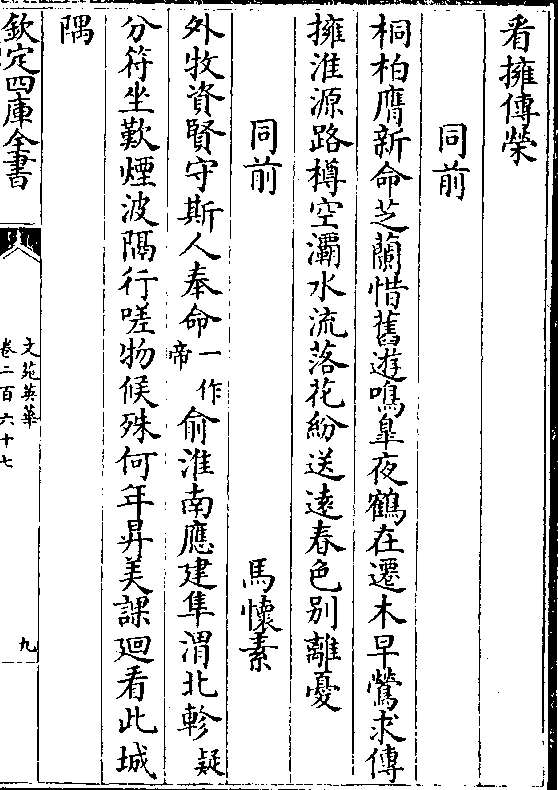 看擁傳榮
同前
桐柏膺新命芝蘭惜舊遊鳴臯夜鶴在遷木早鶯求傳
擁淮源路樽空灞水流落花紛送遠春色别離憂
同前 馬懷素
外牧資賢守斯人奉命一作帝俞淮南應建隼渭北軫疑
分符坐歎煙波隔行嗟物候殊何年昇美課廻看此城
隅
欽定四庫全書
文苑英華
卷二百六十七
九